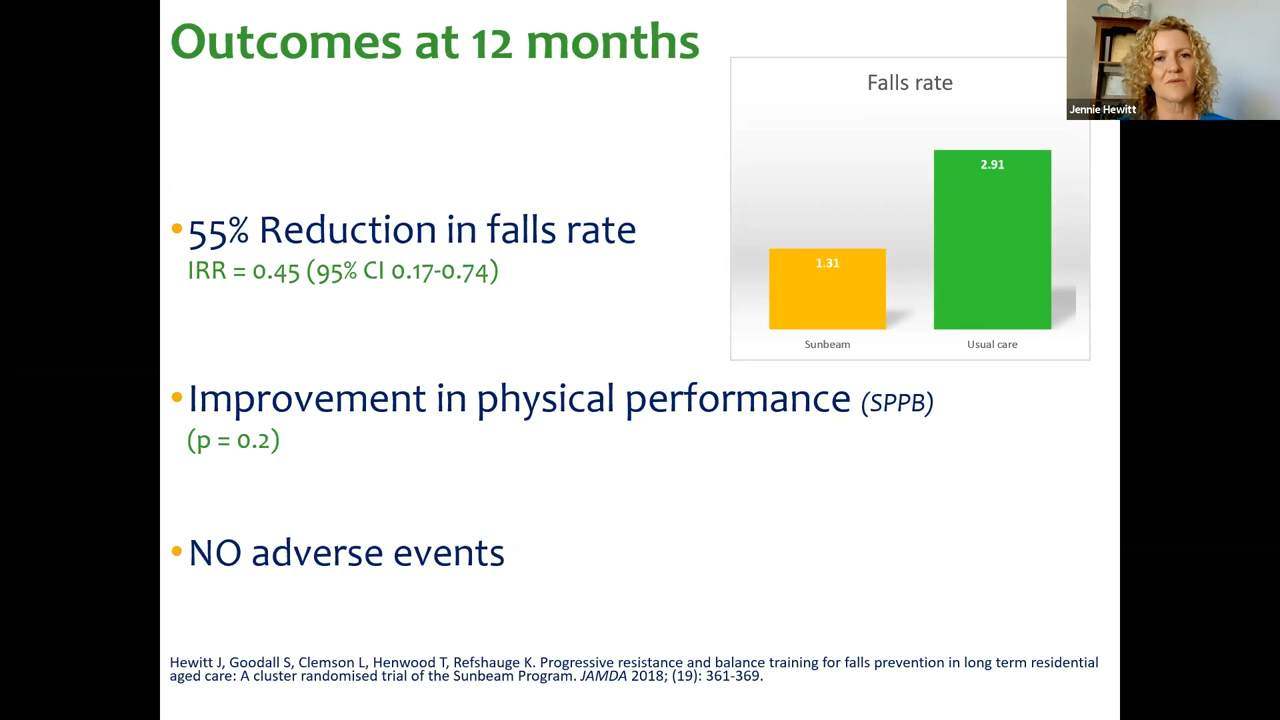 Outcomes at 12 months
Falls rate
Jennie Hewitt
2.91
1.31
Sunbeam
Usual care
•55% Reduction in falls rate
IRR = 0.45 (95% CI 0.17-0.74)
•Improvement in physical performance (SPPB)
(p = 0.2)
•NO adverse events
Hewitt J, Goodall S, Clemson L, Henwood T, Refshauge K. Progressive resistance and balance training for falls prevention in long term residential
aged care: A cluster randomised trial of the Sunbeam Program. JAMDA 2018; (19): 361-369.